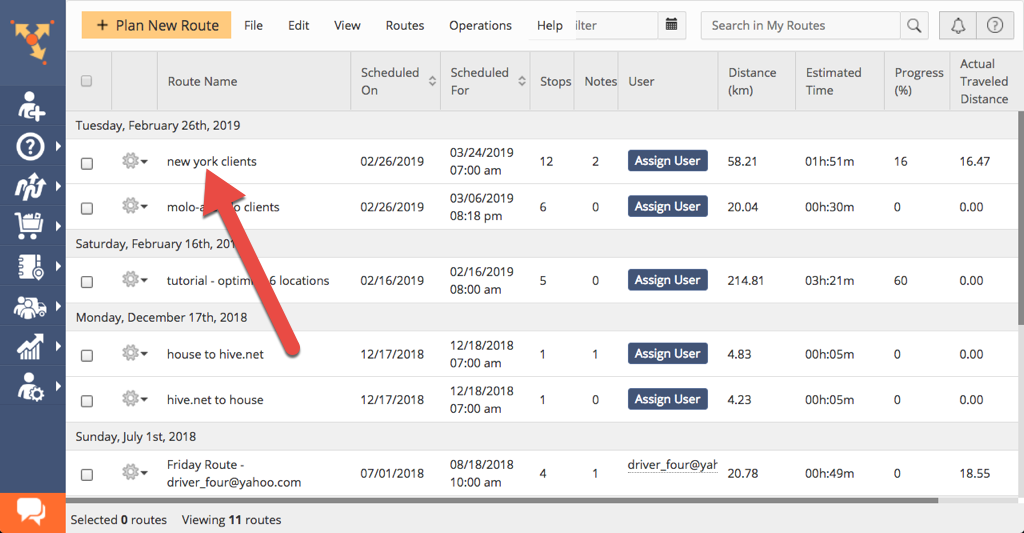 + Plan New Route File Edit View Routes Operations Help ilter Search in My Routes
Route Name Scheduled On Scheduled For Stops Notes User Distance (km) Estimated Time Progress (%) Actual Traveled Distance
Tuesday, February 26th, 2019
new york clients 02/26/2019 03/24/2019 07:00 am 12 2 Assign User 58.21 01h:51m 16 16.47
molo- clients 02/26/2019 03/06/2019 08:18 pm 6 0 Assign User 20.04 00h:30m 0 0.00
Saturday, February 16th, 20
tutorial - optim 6 locations 02/16/2019 02/16/2019 08:00 am 5 0 Assign User 214.81 03h:21m 60 0.00
Monday, December 17th, 2018
house to hive.net 12/17/2018 12/18/2018 07:00 am 1 1 Assign User 4.83 00h:05m 0 0.00
hive.net to house 12/17/2018 12/18/2018 07:00 am 1 0 Assign User 4.23 00h:05m 0 0.00
Sunday, July 1st, 2018
Friday Route - driver_four@yahoo.com 07/01/2018 08/18/2018 10:00 am 4 1 driver_four@yah 20.78 00h:49m 0 18.55
Selected 0 routes Viewing 11 routes